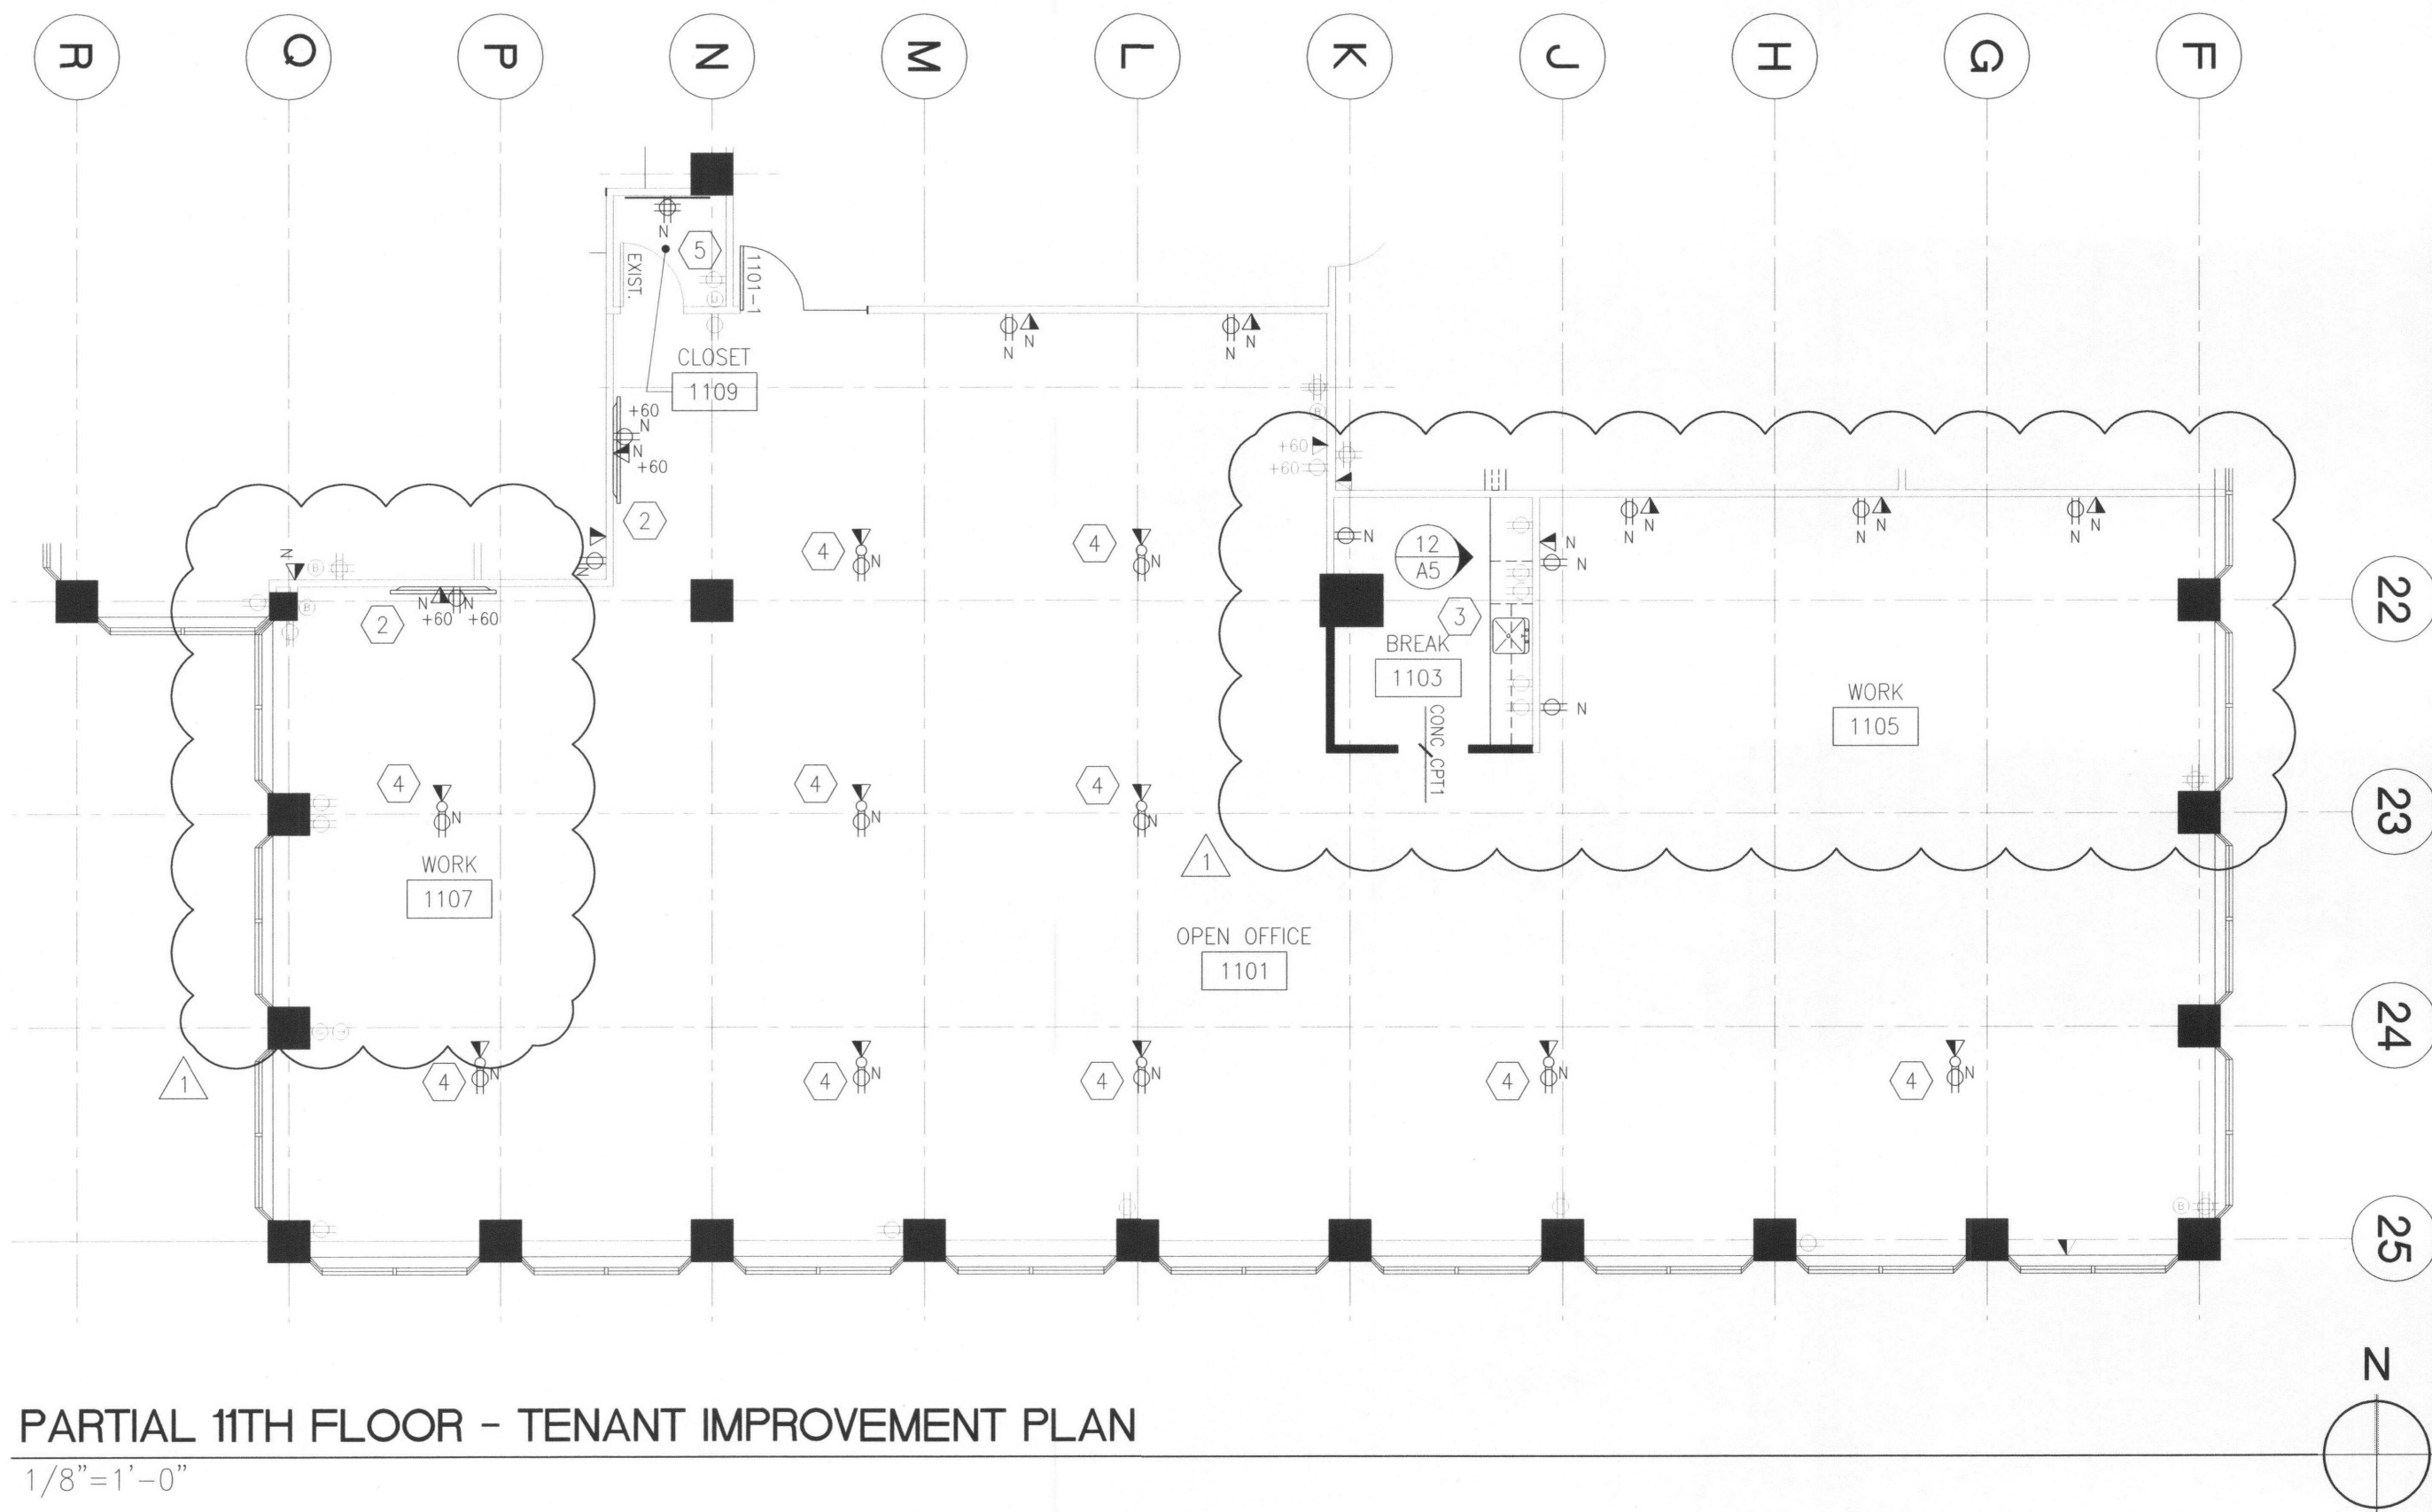 R
Q
P
N
M
L
K
J
H
G
F
N
5
EXIST.
1101-1
CLOSET
1109
N
N
N
N
+60
N
N
+60
+60
+60
2
4
N
4
N
N
12
A5
3
N
N
N
N
N
N
N
N
N
22
N
B
N
B
N
N
+60
+60
2
BREAK
1103
N
WORK
1105
CONC
CPT1
4
N
4
N
4
N
23
1
WORK
1107
OPEN OFFICE
1101
24
1
4
N
4
N
4
N
4
N
4
N
B
25
N
PARTIAL 11TH FLOOR - TENANT IMPROVEMENT PLAN
1/8"=1'-0"